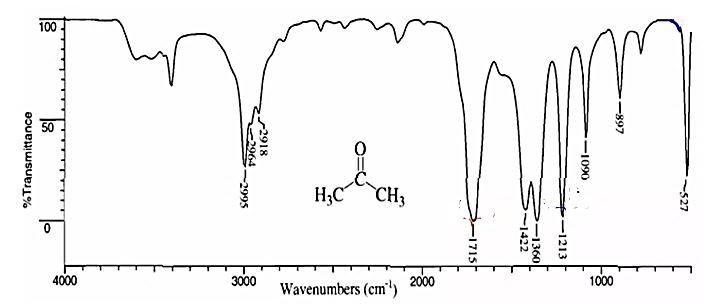 100
50
0
%Transmittance
2995
2964
2918
1715
1422
1360
1213
1090
897
527
O
C
H₃C
CH₃
4000
3000
2000
1000
Wavenumbers (cm⁻¹)